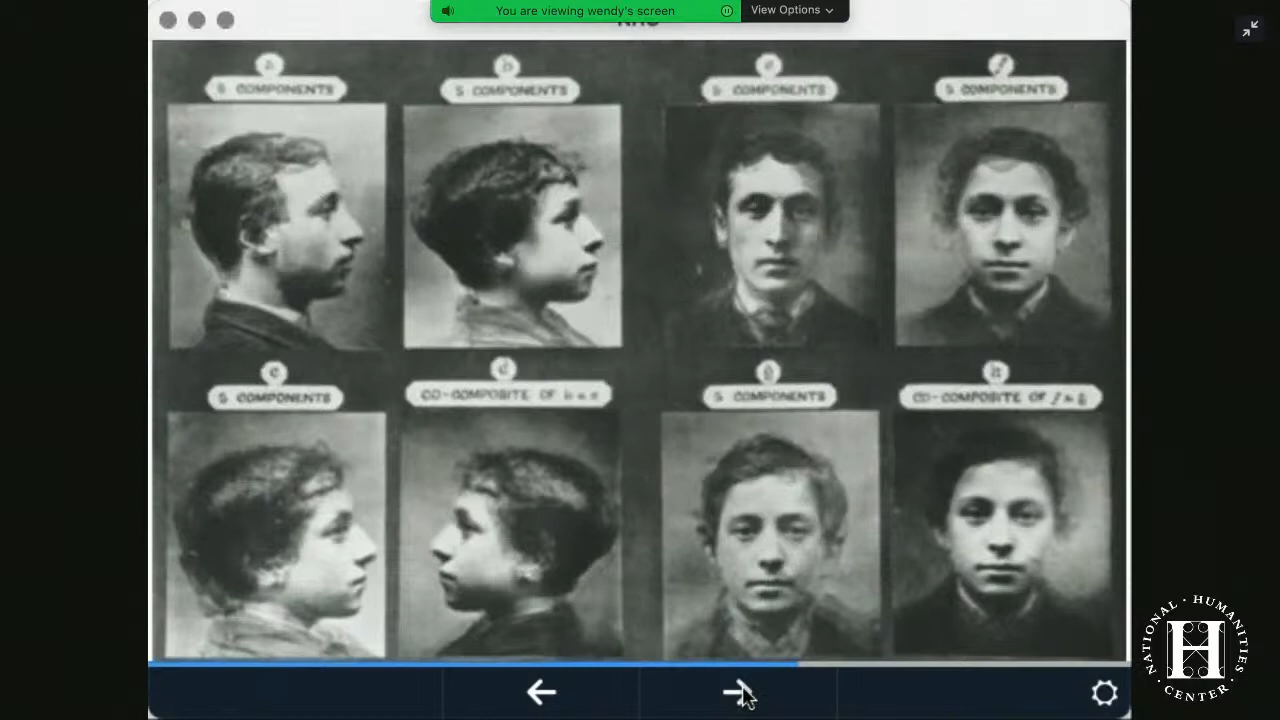 You are viewing wendy's screen
View Options
a
b
e
f
5 COMPONENTS
5 COMPONENTS
5 COMPONENTS
5 COMPONENTS
c
d
g
h
5 COMPONENTS
CO-COMPOSITE OF b & c
5 COMPONENTS
CO-COMPOSITE OF f & g
NATIONAL · HUMANITIES
CENTER
H